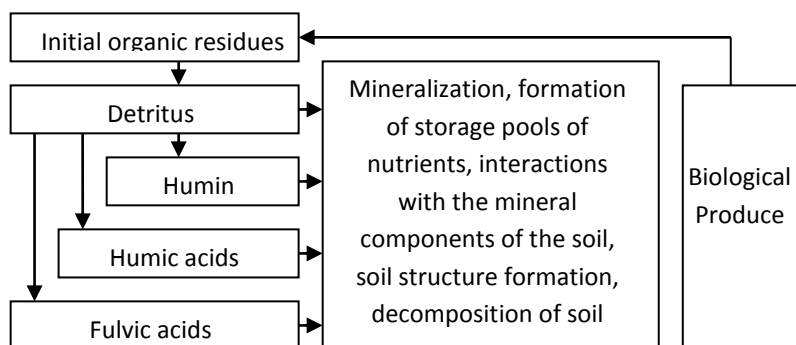 Initial organic residues
Detritus
Humin
Humic acids
Fulvic acids
Mineralization, formation
of storage pools of
nutrients, interactions
with the mineral
components of the soil,
soil structure formation,
decomposition of soil
Biological
Produce